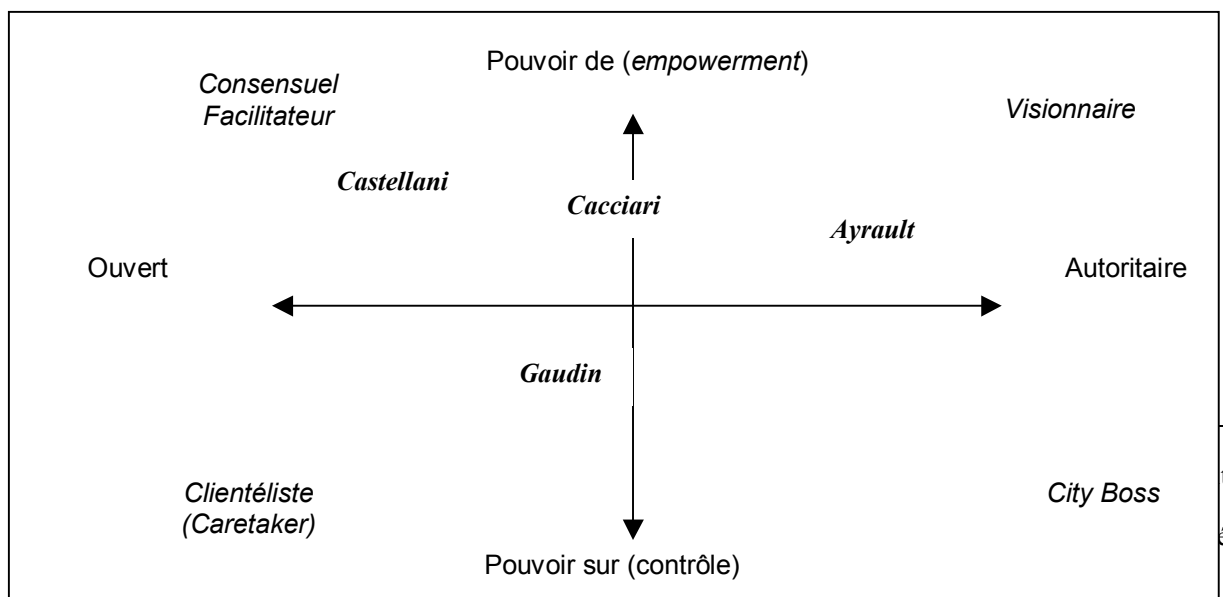 Pouvoir de (empowerment)
Consensuel
Facilitateur
Visionnaire
Castellani
Cacciari
Ayrault
Ouvert
Autoritaire
Gaudin
Clientéliste
(Caretaker)
City Boss
Pouvoir sur (contrôle)